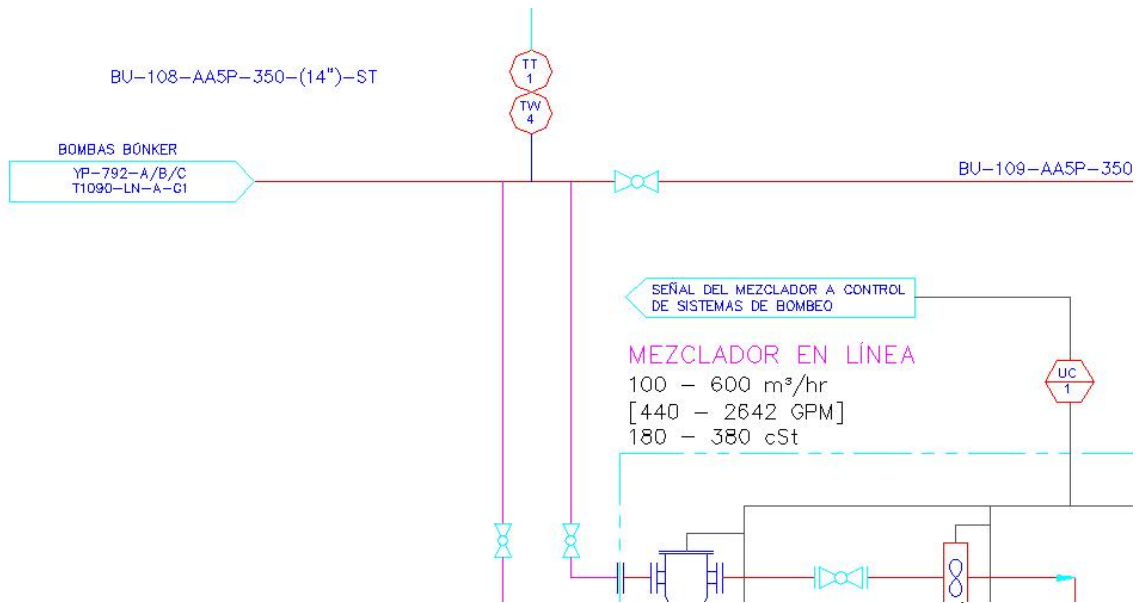 BU-108-AA5P-350-(14")-ST
TT
1
TW
4
BOMBAS BÚNKER
YP-792-A/B/C
T1090-LN-A-G1
BU-109-AA5P-350
SEÑAL DEL MEZCLADOR A CONTROL
DE SISTEMAS DE BOMBEO
MEZCLADOR EN LÍNEA
100 - 600 m³/hr
[440 - 2642 GPM]
180 - 380 cSt
UC
1